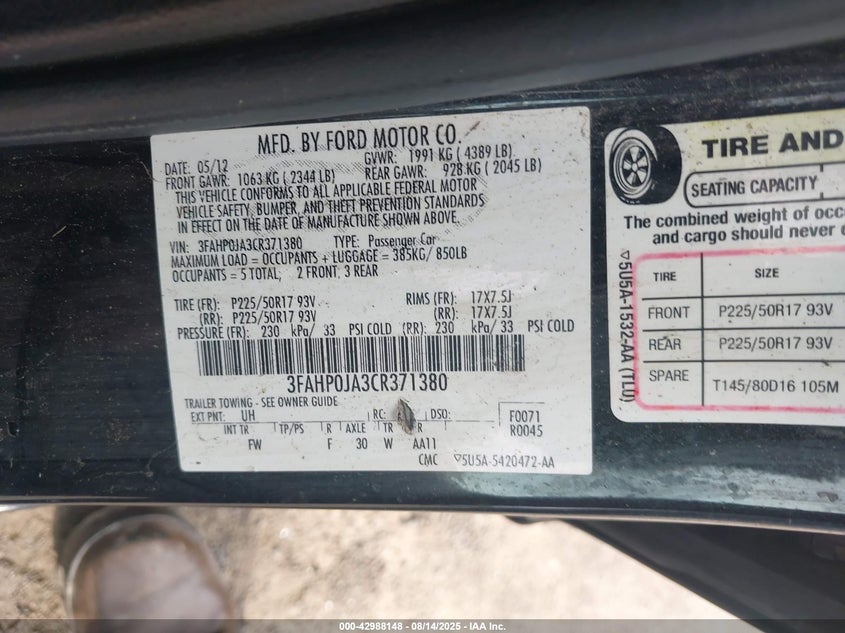 MFD. BY FORD MOTOR CO.
DATE: 05/12 GVWR: 1991 KG ( 4389 LB)
FRONT GAWR: 1063 KG ( 2344 LB) REAR GAWR: 928 KG ( 2045 LB)
THIS VEHICLE CONFORMS TO ALL APPLICABLE FEDERAL MOTOR
VEHICLE SAFETY, BUMPER, AND THEFT PREVENTION STANDARDS
IN EFFECT ON THE DATE OF MANUFACTURE SHOWN ABOVE.
VIN: 3FAHP0JA3CR371380 TYPE: Passenger Car
MAXIMUM LOAD = OCCUPANTS + LUGGAGE = 385KG/ 850LB
OCCUPANTS = 5 TOTAL; 2 FRONT, 3 REAR
TIRE (FR): P225/50R17 93V RIMS (FR): 17X7.5J
(RR): P225/50R17 93V (RR): 17X7.5J
PRESSURE (FR): 230 kPa/ 33 PSI COLD (RR): 230 kPa/ 33 PSI COLD
3FAHP0JA3CR371380
TRAILER TOWING - SEE OWNER GUIDE
EXT PNT: UH RC: DSO: F0071
INT TR TP/PS R AXLE TR R0045
FW F 30 W AA11
CMC ▽5U5A-5420472-AA
TIRE AND
SEATING CAPACITY
The combined weight of occ
and cargo should never e
▽5U5A-1532-AA (TL0)
TIRE SIZE
FRONT P225/50R17 93V
REAR P225/50R17 93V
SPARE T145/80D16 105M
000-42988148 - 08/14/2025 - IAA Inc.